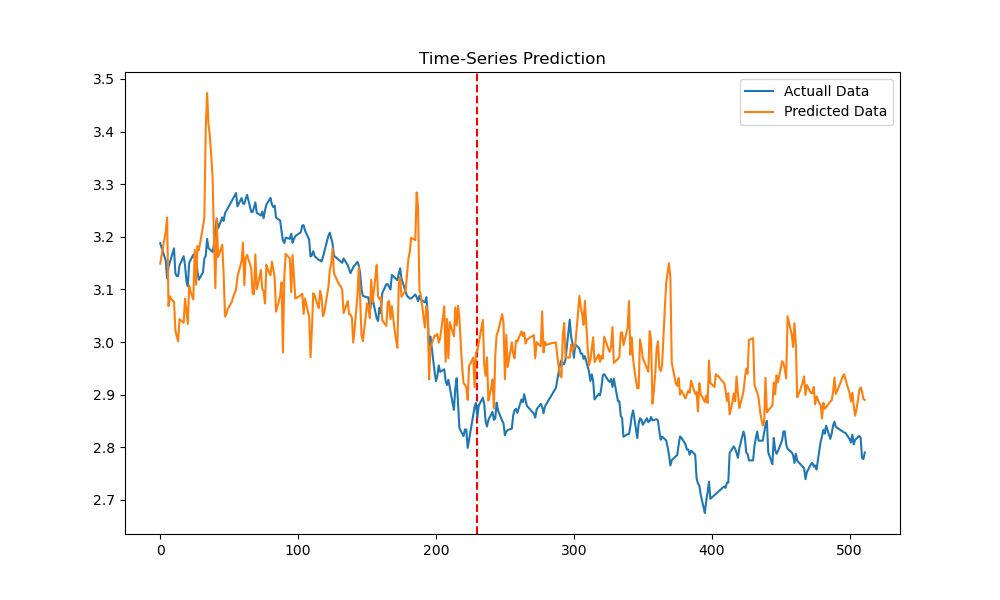 Time-Series Prediction
Actuall Data
Predicted Data
3.5
3.4
3.3
3.2
3.1
3.0
2.9
2.8
2.7
0 100 200 300 400 500